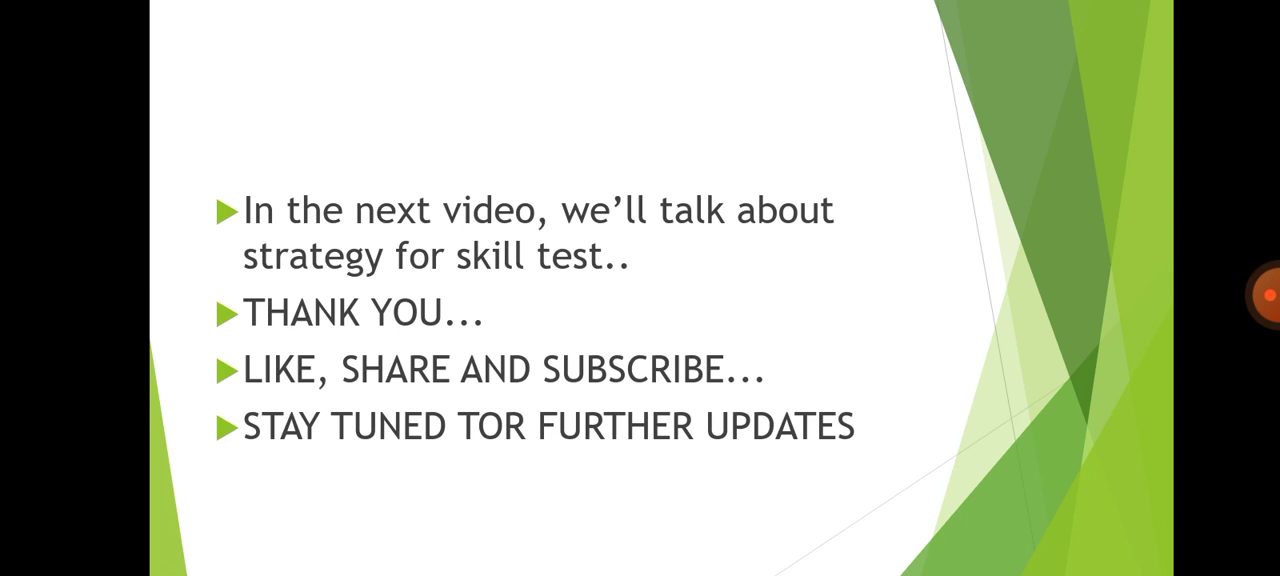 In the next video, we’ll talk about
strategy for skill test..
THANK YOU...
LIKE, SHARE AND SUBSCRIBE...
STAY TUNED TOR FURTHER UPDATES